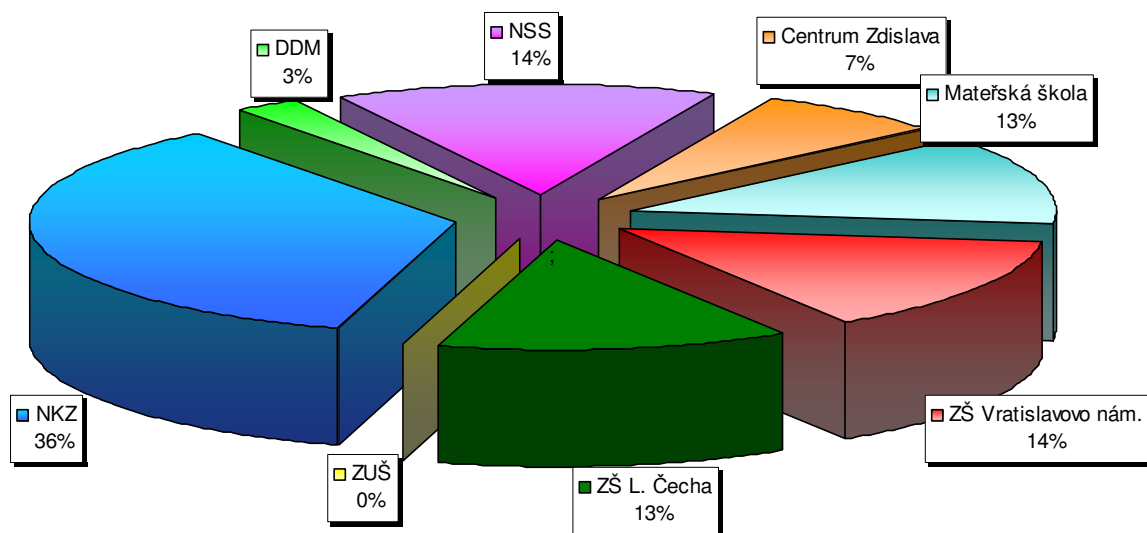 DDM
3%
NSS
14%
Centrum Zdislava
7%
Mateřská škola
13%
;
NKZ
36%
ZUŠ
0%
ZŠ L. Čecha
13%
ZŠ Vratislavovo nám.
14%